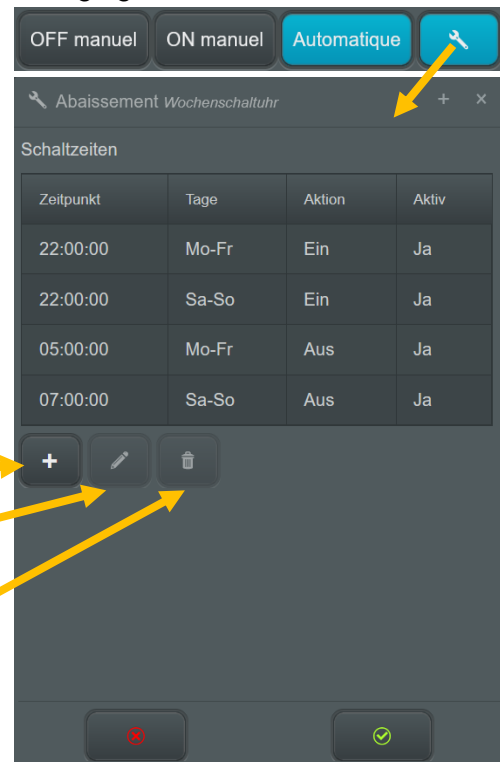 OFF manuel ON manuel Automatique
Abaissement Wochenschaltuhr + ×
Schaltzeiten
Zeitpunkt Tage Aktion Aktiv
22:00:00 Mo-Fr Ein Ja
22:00:00 Sa-So Ein Ja
05:00:00 Mo-Fr Aus Ja
07:00:00 Sa-So Aus Ja
+